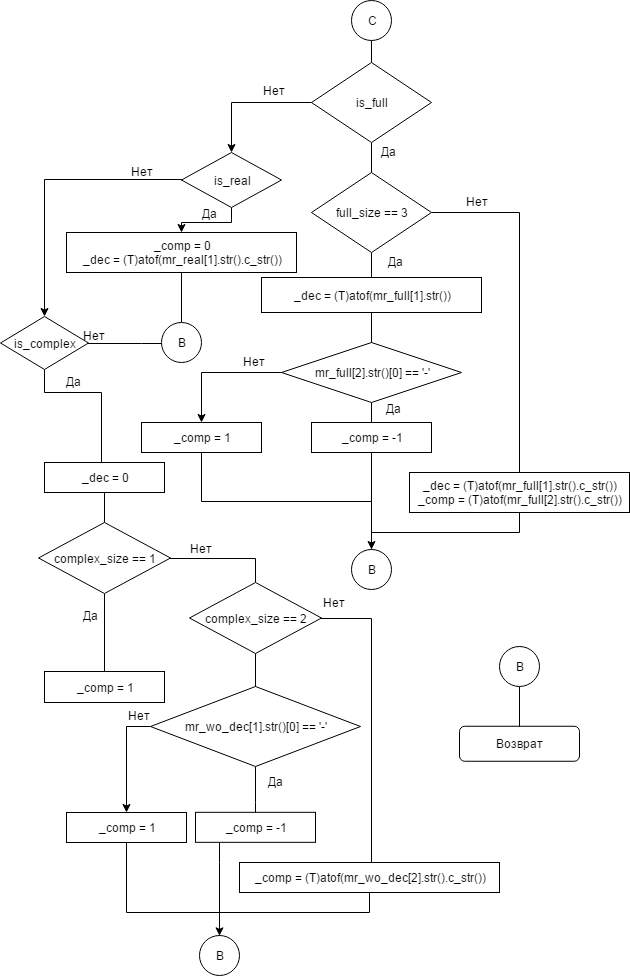 C
is_full
Нет
Да
is_real
Нет
Да
full_size == 3
Нет
Да
_comp = 0
_dec = (T)atof(mr_real[1].str().c_str())
_dec = (T)atof(mr_full[1].str())
is_complex
Нет
B
Да
mr_full[2].str()[0] == '-'
Нет
Да
_comp = 1
_comp = -1
_dec = 0
_dec = (T)atof(mr_full[1].str().c_str())
_comp = (T)atof(mr_full[2].str().c_str())
B
complex_size == 1
Нет
Да
complex_size == 2
Нет
_comp = 1
B
Возврат
mr_wo_dec[1].str()[0] == '-'
Нет
Да
_comp = 1
_comp = -1
_comp = (T)atof(mr_wo_dec[2].str().c_str())
B